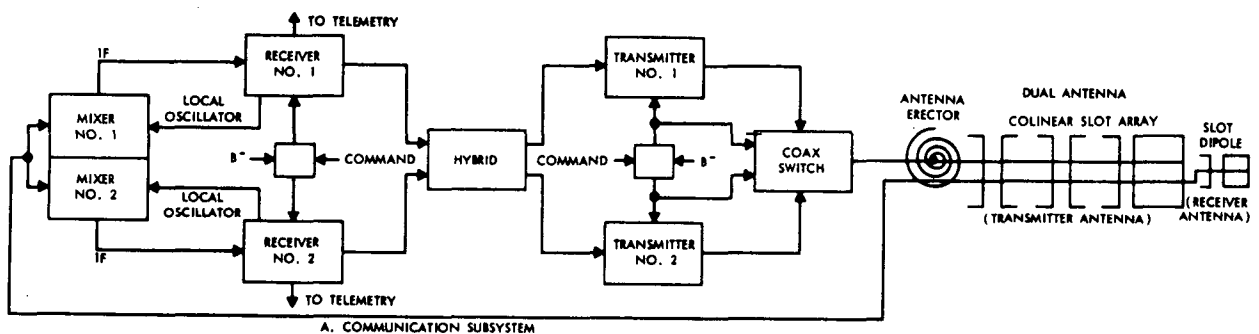 TO TELEMETRY
IF
RECEIVER
NO. 1
LOCAL
OSCILLATOR
MIXER
NO. 1
MIXER
NO. 2
B-
COMMAND
LOCAL
OSCILLATOR
IF
RECEIVER
NO. 2
TO TELEMETRY
HYBRID
TRANSMITTER
NO. 1
COMMAND
B-
TRANSMITTER
NO. 2
COAX
SWITCH
ANTENNA
ERECTOR
DUAL ANTENNA
COLINEAR SLOT ARRAY
(TRANSMITTER ANTENNA)
SLOT
DIPOLE
(RECEIVER
ANTENNA)
A. COMMUNICATION SUBSYSTEM